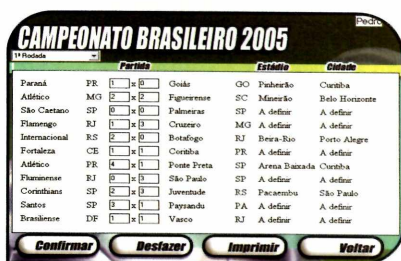 Pedro
CAMPEONATO BRASILEIRO 2005
1ª Rodada
Partida Estádio Cidade
Paraná PR 1 x 0 Goiás GO Pinheirão Curitiba
Atlético MG 2 x 2 Figueirense SC Mineirão Belo Horizonte
São Caetano SP 0 x 0 Palmeiras SP A definir A definir
Flamengo RJ 1 x 3 Cruzeiro MG A definir A definir
Internacional RS 2 x 0 Botafogo RJ Beira-Rio Porto Alegre
Fortaleza CE 1 x 1 Coritiba PR A definir A definir
Atlético PR 4 x 1 Ponte Preta SP Arena Baixada Curitiba
Fluminense RJ 0 x 3 São Paulo SP A definir A definir
Corinthians SP 2 x 3 Juventude RS Pacaembu São Paulo
Santos SP 3 x 1 Paysandu PA A definir A definir
Brasiliense DF 1 x 1 Vasco RJ A definir A definir
Confirmar Desfazer Imprimir Voltar